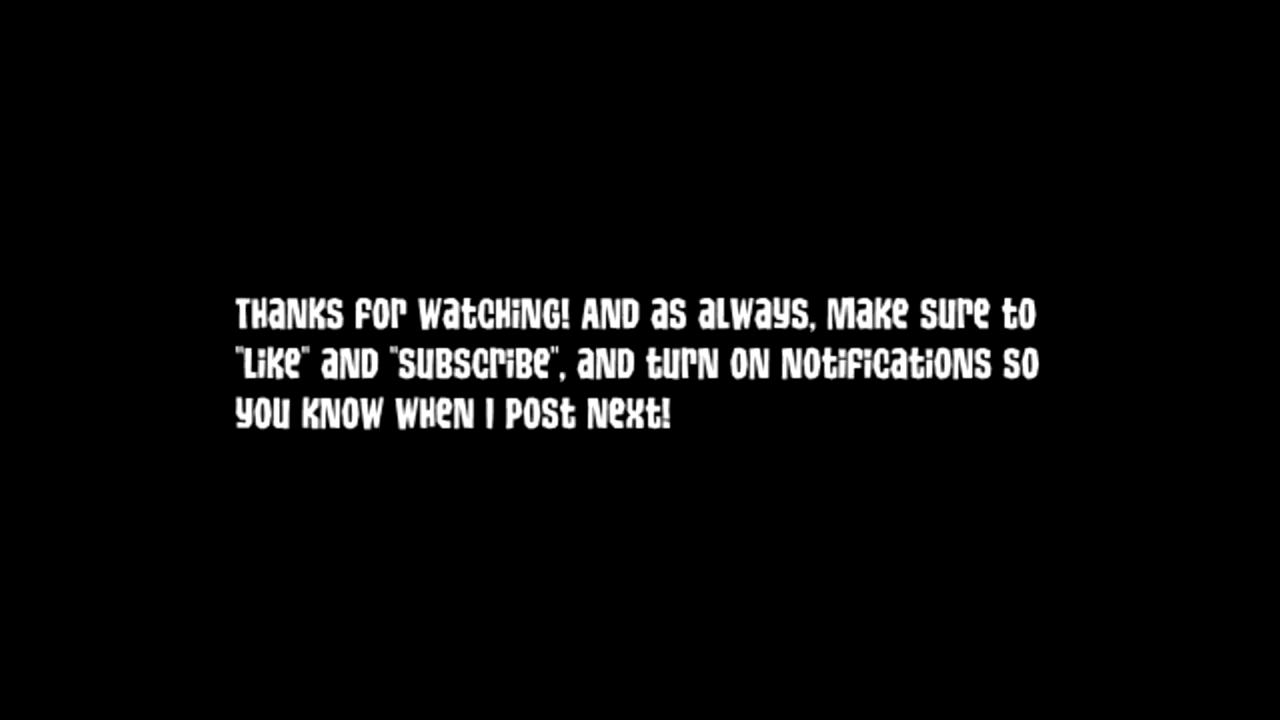 Thanks for watching! And as always, make sure to
"Like" and "subscribe", and turn on notifications so
you know when I post next!